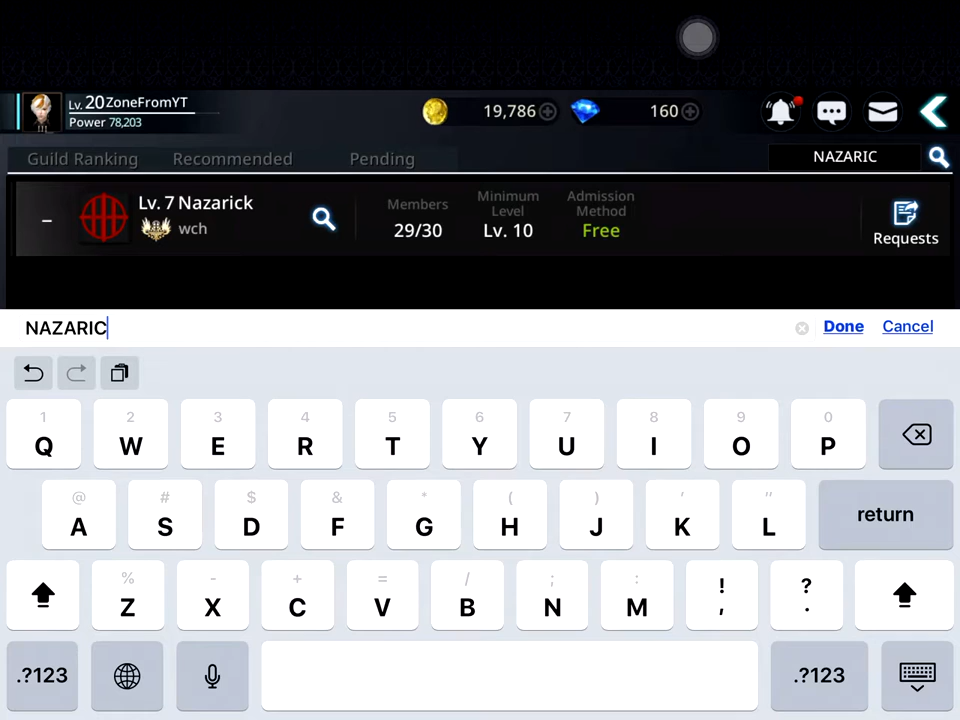 Lv. 20 ZoneFromYT
Power 78,203
19,786
160
Guild Ranking Recommended Pending NAZARIC
- Lv. 7 Nazarick
wch
Members
29/30
Minimum
Level
Lv. 10
Admission
Method
Free
Requests
NAZARIC Done Cancel
1 2 3 4 5 6 7 8 9 0
Q W E R T Y U I O P
@ # $ & * ( ) ' "
A S D F G H J K L return
% - + = / ; : ! ?
Z X C V B N M , .
.?123 .?123